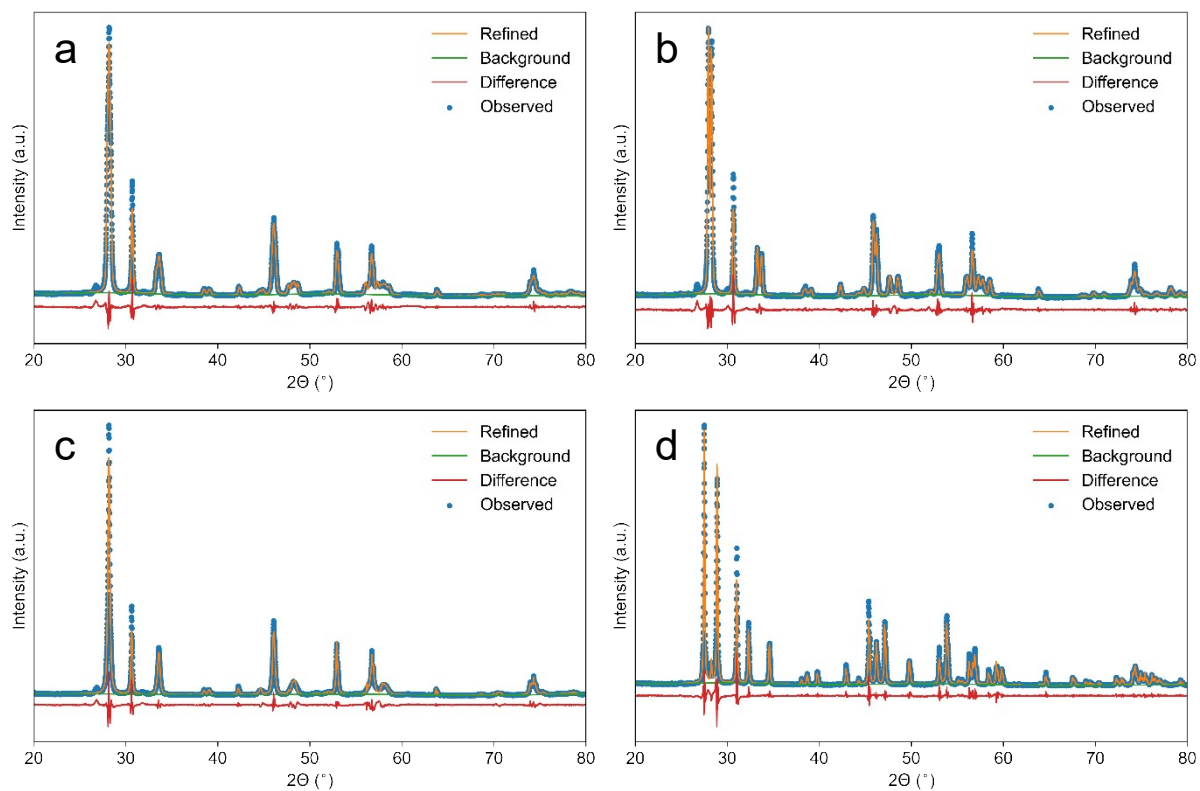 a
Refined
Background
Difference
Observed
Intensity (a.u.)
20 30 40 50 60 70 80
2Θ (°)
b
Refined
Background
Difference
Observed
Intensity (a.u.)
20 30 40 50 60 70 80
2Θ (°)
c
Refined
Background
Difference
Observed
Intensity (a.u.)
20 30 40 50 60 70 80
2Θ (°)
d
Refined
Background
Difference
Observed
Intensity (a.u.)
20 30 40 50 60 70 80
2Θ (°)